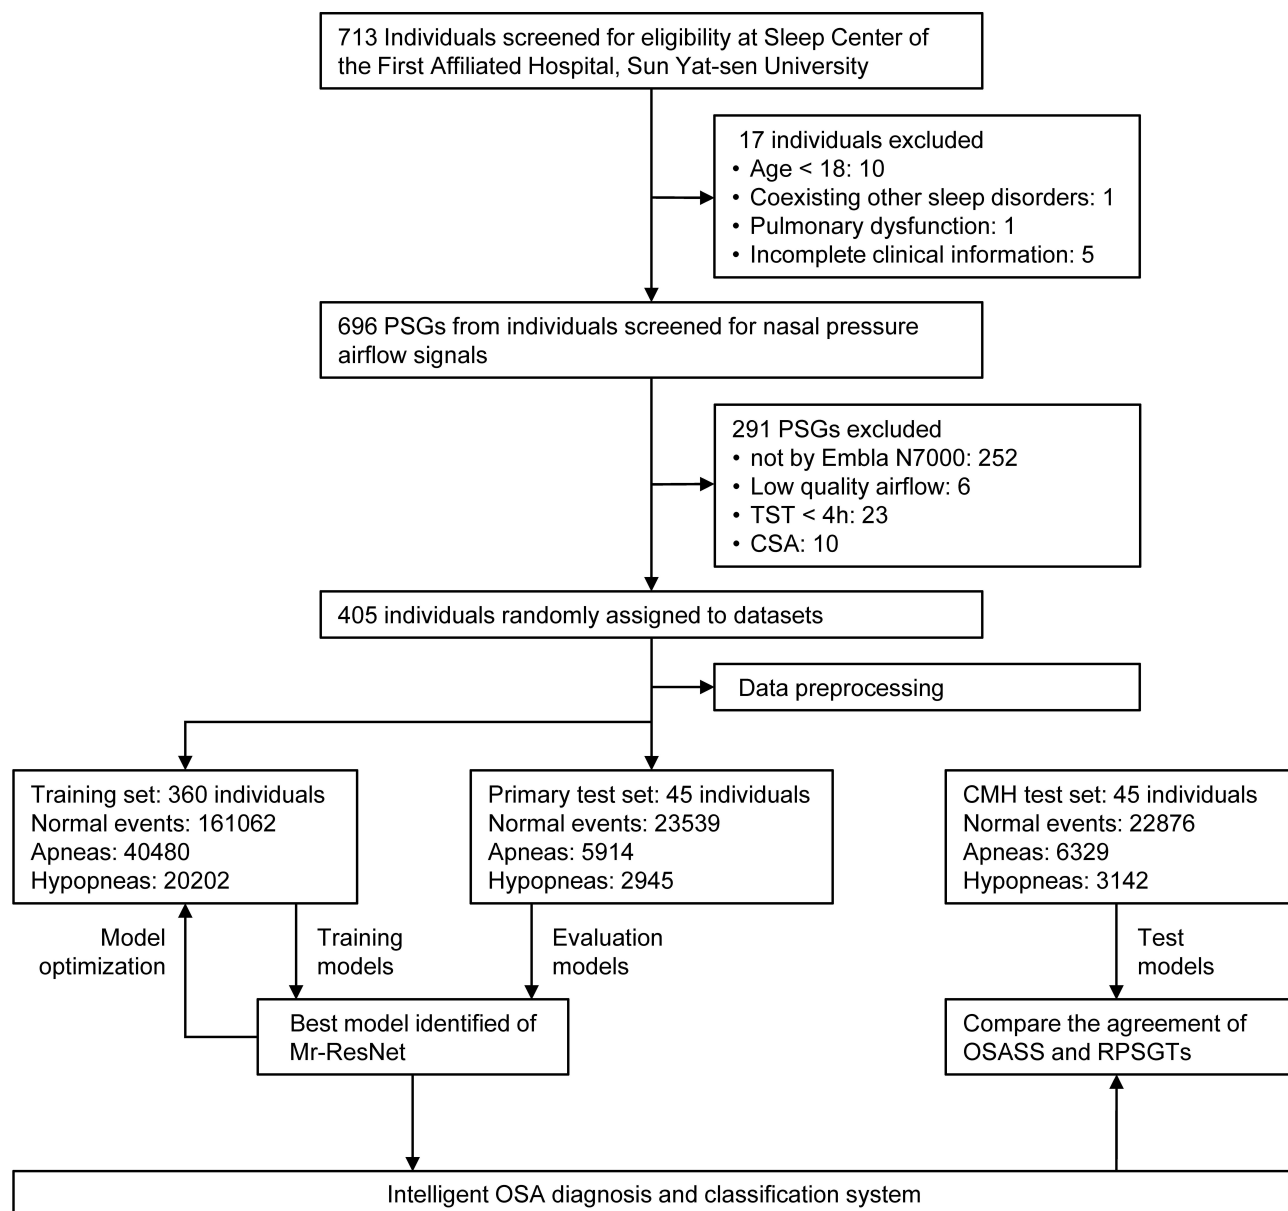 713 Individuals screened for eligibility at Sleep Center of
the First Affiliated Hospital, Sun Yat-sen University
17 individuals excluded
• Age < 18: 10
• Coexisting other sleep disorders: 1
• Pulmonary dysfunction: 1
• Incomplete clinical information: 5
696 PSGs from individuals screened for nasal pressure
airflow signals
291 PSGs excluded
• not by Embla N7000: 252
• Low quality airflow: 6
• TST < 4h: 23
• CSA: 10
405 individuals randomly assigned to datasets
Data preprocessing
Training set: 360 individuals
Normal events: 161062
Apneas: 40480
Hypopneas: 20202
Primary test set: 45 individuals
Normal events: 23539
Apneas: 5914
Hypopneas: 2945
CMH test set: 45 individuals
Normal events: 22876
Apneas: 6329
Hypopneas: 3142
Model
optimization
Training
models
Evaluation
models
Test
models
Best model identified of
Mr-ResNet
Compare the agreement of
OSASS and RPSGTs
Intelligent OSA diagnosis and classification system